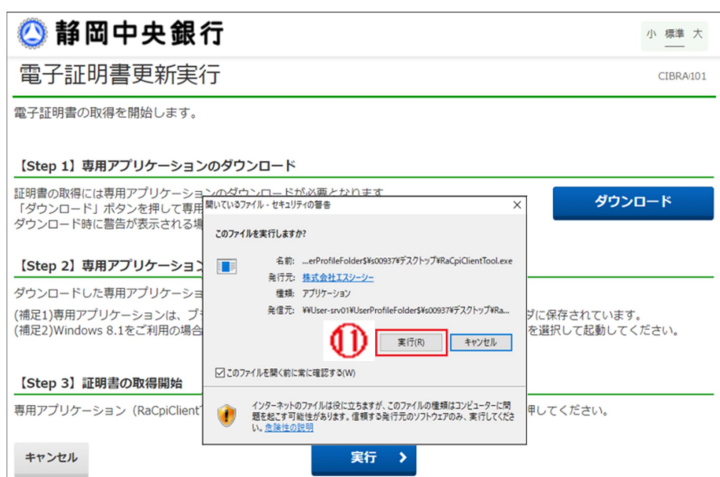 静岡中央銀行
小 標準 大
電子証明書更新実行
CIBRA101
電子証明書の取得を開始します。
【Step 1】専用アプリケーションのダウンロード
証明書の取得には専用アプリケーションのダウンロードが必要となります
「ダウンロード」ボタンを押して専用
ダウンロード時に警告が表示される場
ダウンロード
【Step 2】専用アプリケーション
ダウンロードした専用アプリケーショ
(補足1)専用アプリケーションは、ブ
ダに保存されています。
(補足2)Windows 8.1をご利用の場合
を選択して起動してください。
【Step 3】証明書の取得開始
専用アプリケーション（RaCpiClientT
押してください。
キャンセル
実行
開いているファイル - セキュリティの警告
このファイルを実行しますか?
名前: ...erProfileFolder$¥s00937¥デスクトップ¥RaCpiClientTool.exe
発行元: 株式会社エヌシーシー
種類: アプリケーション
発信元: ¥¥User-srv01¥UserProfileFolder$¥s00937¥デスクトップ¥Ra...
⑪
実行(R)
キャンセル
このファイルを開く前に常に確認する(W)
インターネットのファイルは役に立ちますが、このファイルの種類はコンピューターに問
題を起こす可能性があります。信頼する発行元のソフトウェアのみ、実行してくださ
い。危険性の説明